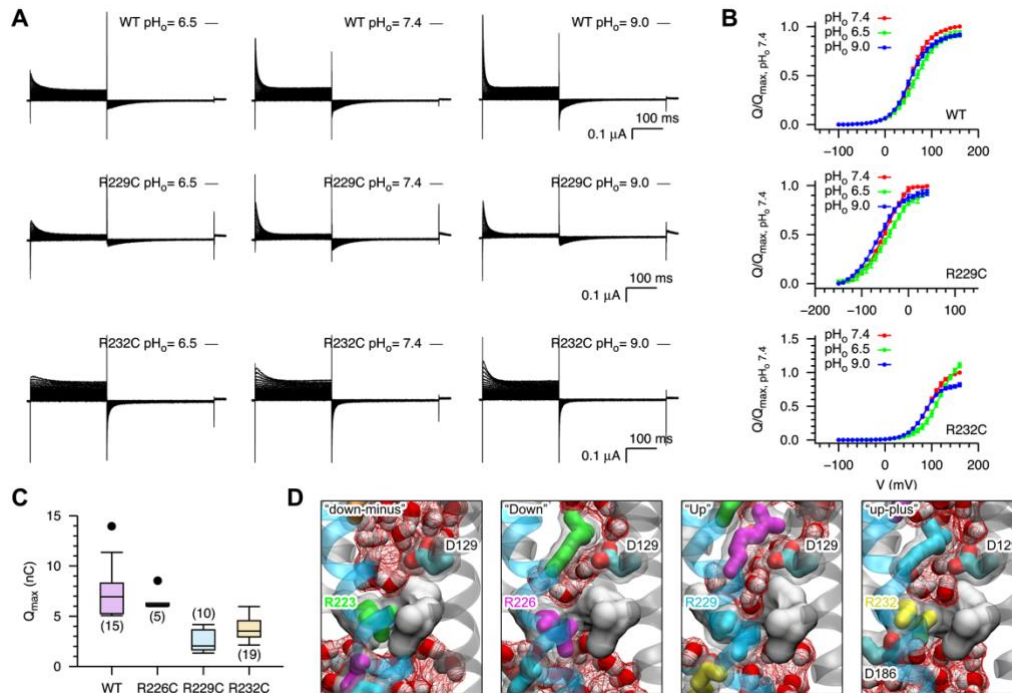 A
WT pHo= 6.5
WT pHo= 7.4
WT pHo= 9.0
100 ms
0.1 µA
R229C pHo= 6.5
R229C pHo= 7.4
R229C pHo= 9.0
100 ms
0.1 µA
R232C pHo= 6.5
R232C pHo= 7.4
R232C pHo= 9.0
100 ms
0.1 µA
B
pHo 7.4
pHo 6.5
pHo 9.0
1.0
0.5
0.0
Q/Qmax, pHo 7.4
WT
−100 0 100
pHo 7.4
pHo 6.5
pHo 9.0
1.0
0.5
0.0
Q/Qmax, pHo 7.4
R229C
−200 −100 0 100
pHo 7.4
pHo 6.5
pHo 9.0
1.5
1.0
0.5
0.0
Q/Qmax, pHo 7.4
R232C
−100 0 100
V (mV)
C
15
10
5
0
Qmax (nC)
(15)
(5)
(10)
(19)
WT R226C R229C R232C
D
"down-minus"
D129
R223
"Down"
D129
R226
"Up"
D129
R229
"up-plus"
D129
R232
D186